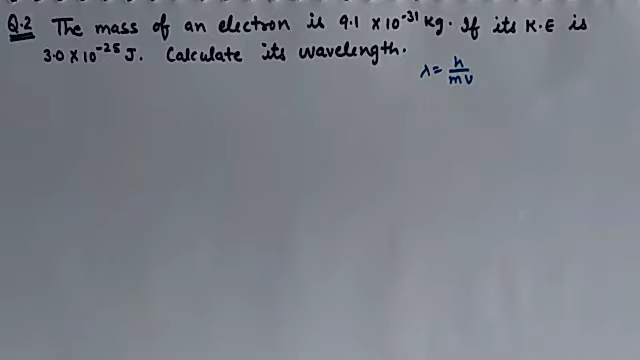 Q.2 The mass of an electron is 9.1 × 10⁻³¹ Kg. If its K.E is
3.0 × 10⁻²⁵ J. Calculate its wavelength.
λ = h/mv